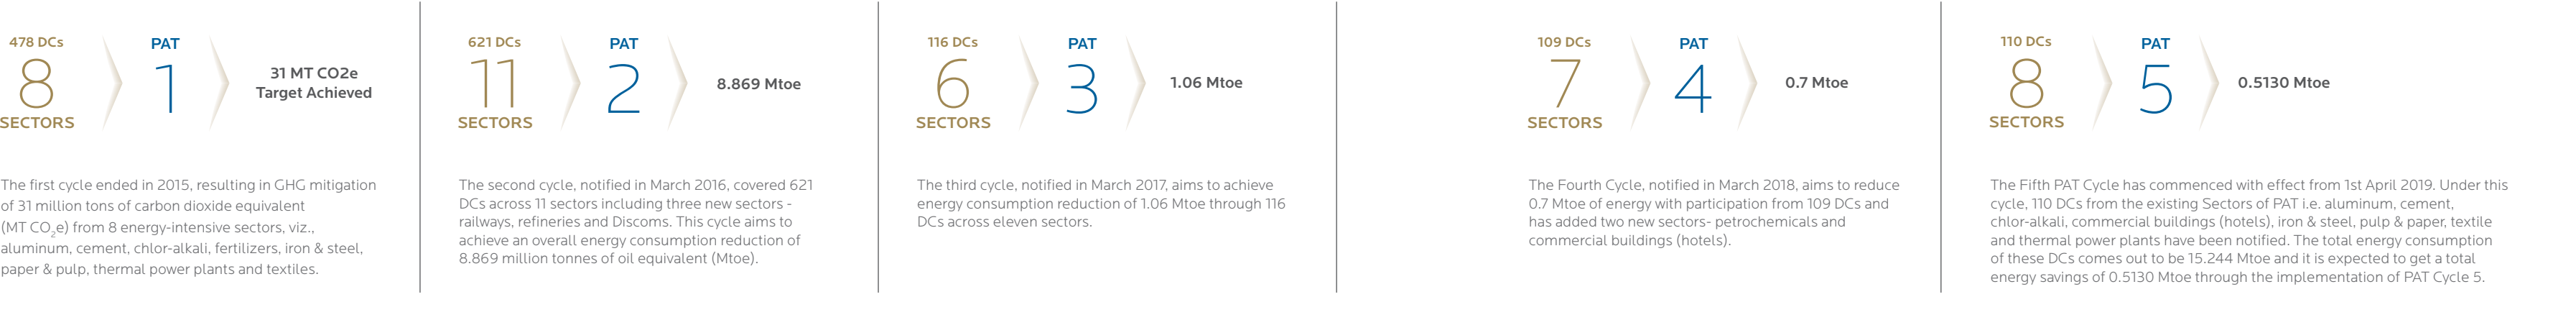 478 DCs
8
SECTORS
PAT
1
31 MT CO2e
Target Achieved
The first cycle ended in 2015, resulting in GHG mitigation
of 31 million tons of carbon dioxide equivalent
(MT CO2e) from 8 energy-intensive sectors, viz.,
aluminum, cement, chlor-alkali, fertilizers, iron & steel,
paper & pulp, thermal power plants and textiles.
621 DCs
11
SECTORS
PAT
2
8.869 Mtoe
The second cycle, notified in March 2016, covered 621
DCs across 11 sectors including three new sectors -
railways, refineries and Discoms. This cycle aims to
achieve an overall energy consumption reduction of
8.869 million tonnes of oil equivalent (Mtoe).
116 DCs
6
SECTORS
PAT
3
1.06 Mtoe
The third cycle, notified in March 2017, aims to achieve
energy consumption reduction of 1.06 Mtoe through 116
DCs across eleven sectors.
109 DCs
7
SECTORS
PAT
4
0.7 Mtoe
The Fourth Cycle, notified in March 2018, aims to reduce
0.7 Mtoe of energy with participation from 109 DCs and
has added two new sectors- petrochemicals and
commercial buildings (hotels).
110 DCs
8
SECTORS
PAT
5
0.5130 Mtoe
The Fifth PAT Cycle has commenced with effect from 1st April 2019. Under this
cycle, 110 DCs from the existing Sectors of PAT i.e. aluminum, cement,
chlor-alkali, commercial buildings (hotels), iron & steel, pulp & paper, textile
and thermal power plants have been notified. The total energy consumption
of these DCs comes out to be 15.244 Mtoe and it is expected to get a total
energy savings of 0.5130 Mtoe through the implementation of PAT Cycle 5.